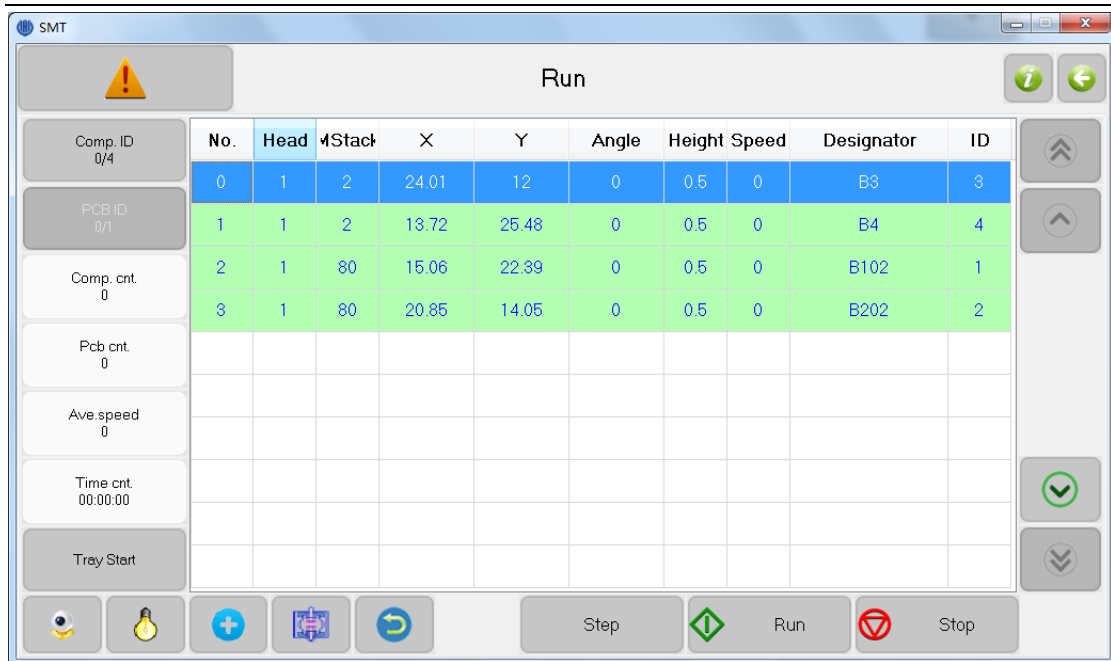 SMT
Run
Comp. ID
0/4
PCB ID
0/1
Comp. cnt.
0
Pcb cnt.
0
Ave.speed
0
Time cnt.
00:00:00
Tray Start
No. Head Stack X Y Angle Height Speed Designator ID
0 1 2 24.01 12 0 0.5 0 B3 3
1 1 2 13.72 25.48 0 0.5 0 B4 4
2 1 80 15.06 22.39 0 0.5 0 B102 1
3 1 80 20.85 14.05 0 0.5 0 B202 2
Step Run Stop